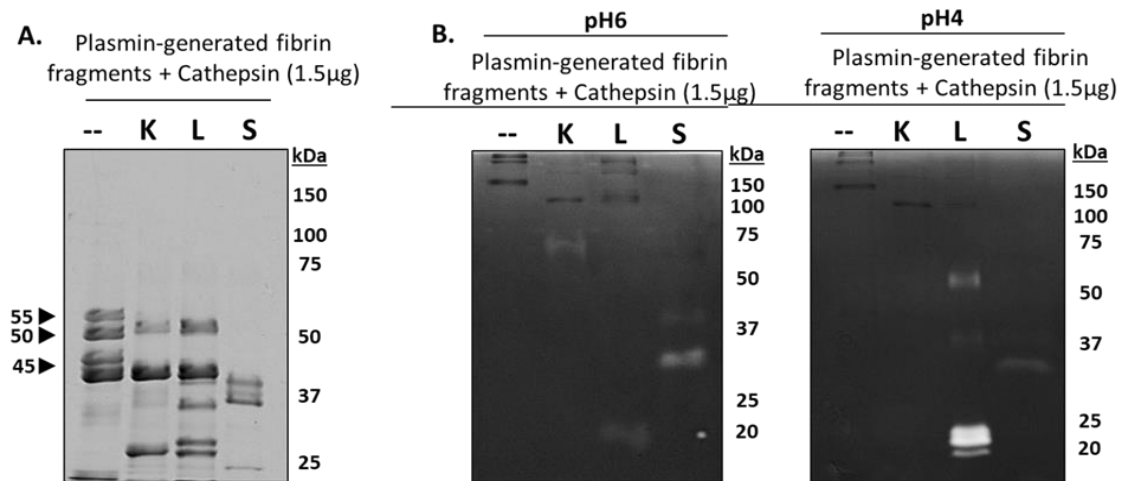 A.
Plasmin-generated fibrin
fragments + Cathepsin (1.5µg)
-- K L S
kDa
150
100
75
50
37
25
55
50
45
B.
pH6
Plasmin-generated fibrin
fragments + Cathepsin (1.5µg)
-- K L S
kDa
150
100
75
50
37
25
20
pH4
Plasmin-generated fibrin
fragments + Cathepsin (1.5µg)
-- K L S
kDa
150
100
75
50
37
25
20